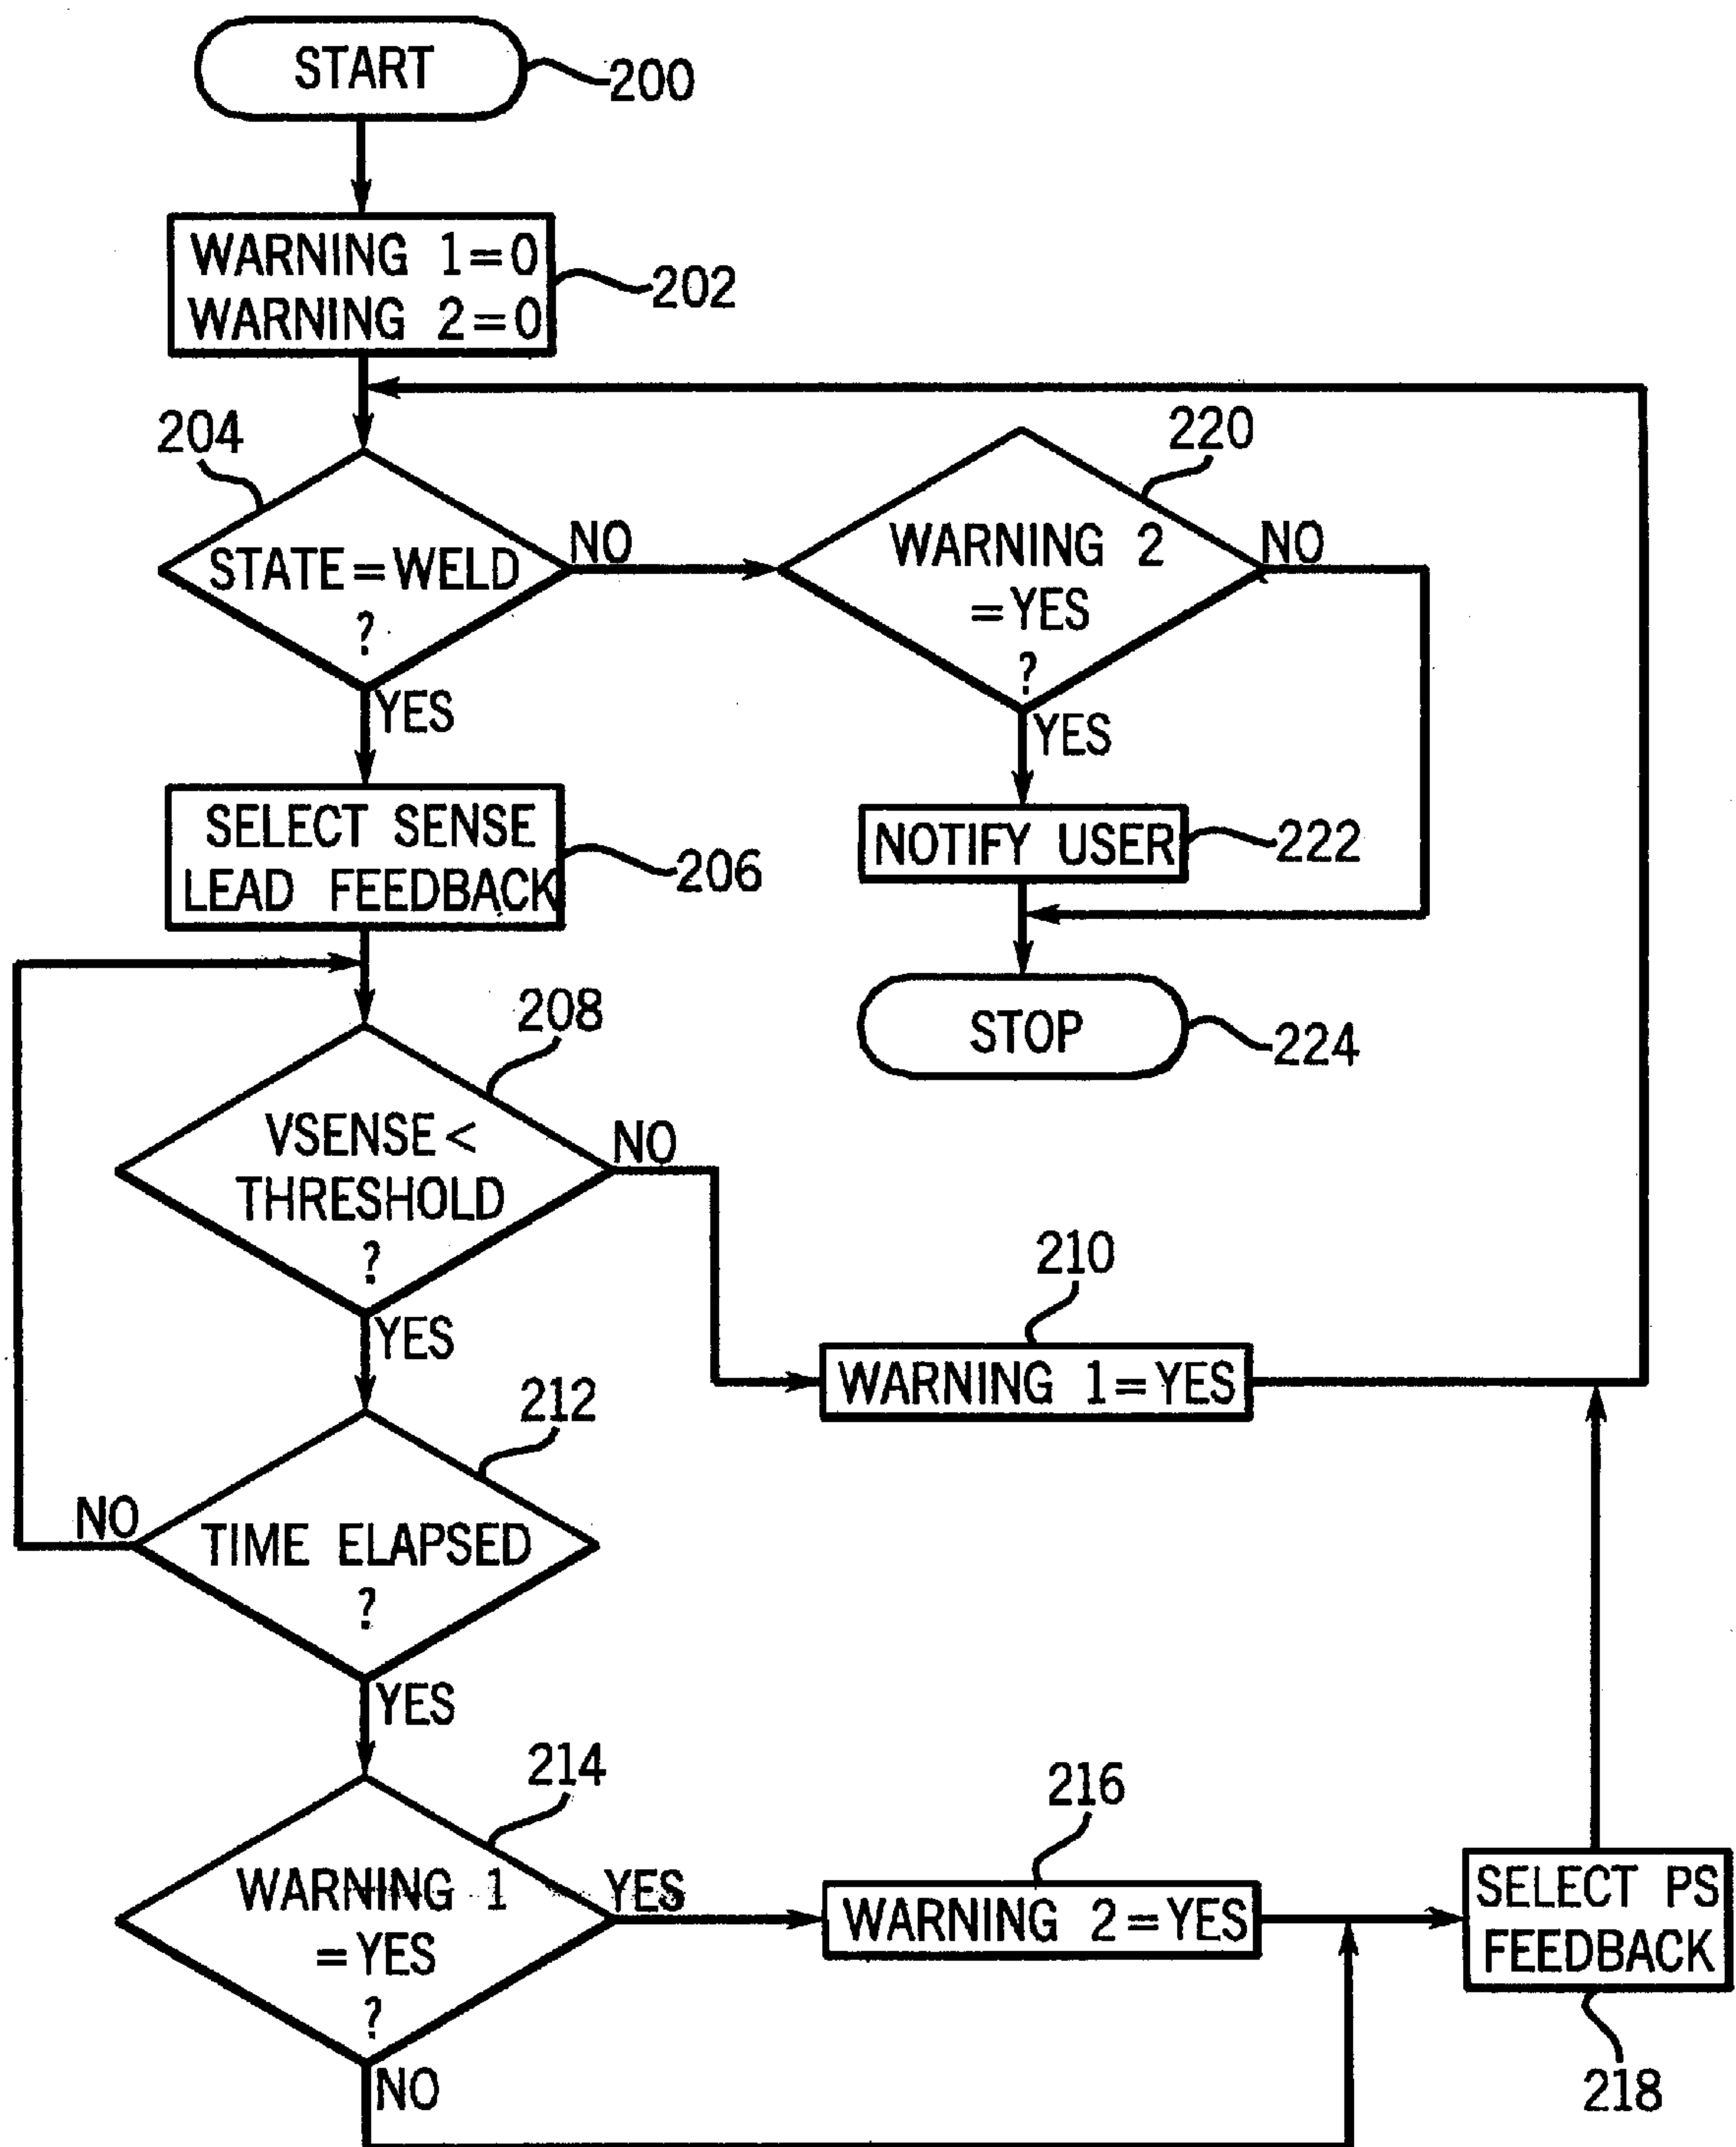 START
200
WARNING 1=0
WARNING 2=0
202
204
STATE=WELD
?
NO
YES
220
WARNING 2
=YES
?
NO
YES
SELECT SENSE
LEAD FEEDBACK
206
NOTIFY USER
222
STOP
224
208
VSENSE<
THRESHOLD
?
NO
YES
210
WARNING 1=YES
212
TIME ELAPSED
?
NO
YES
214
WARNING 1
=YES
?
YES
NO
216
WARNING 2=YES
SELECT PS
FEEDBACK
218